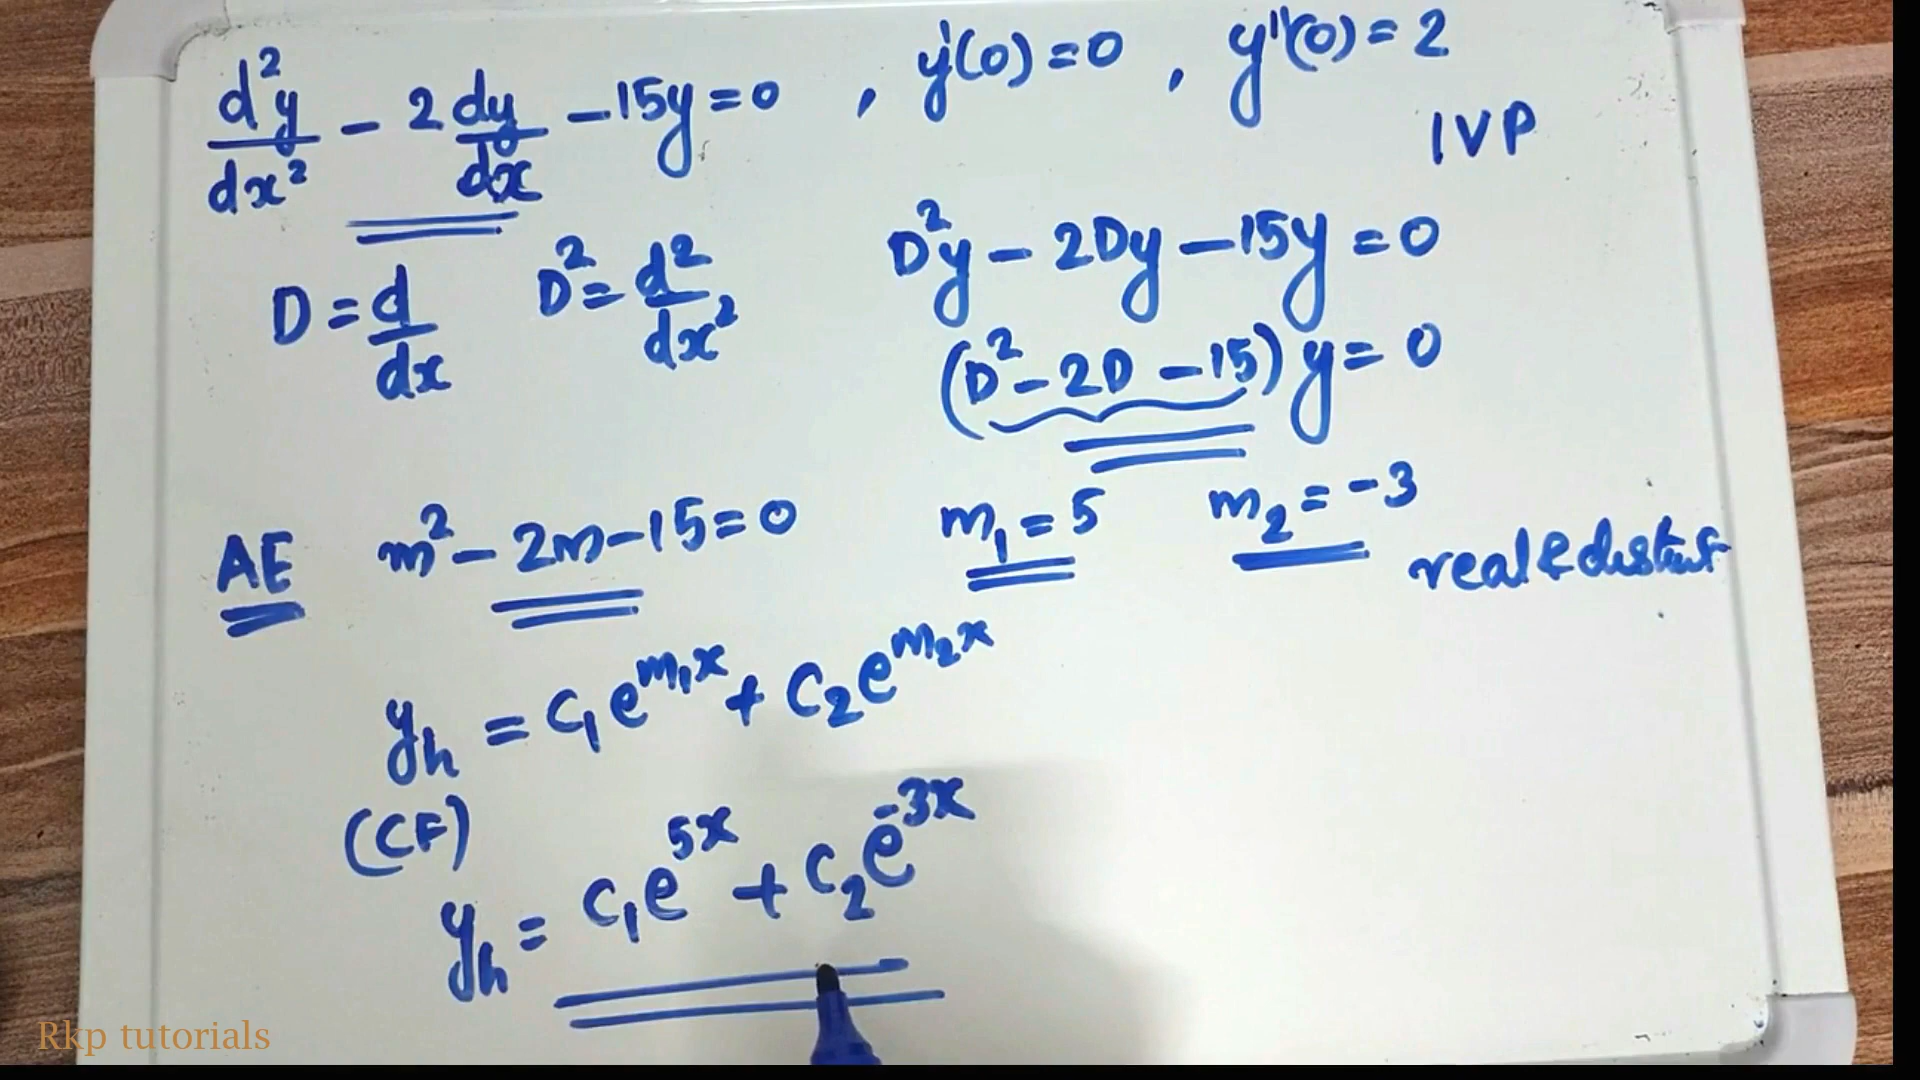 d²y/dx² - 2 dy/dx - 15y = 0 , y'(0) = 0 , y''(0) = 2
IVP
D = d/dx D² = d²/dx² D²y - 2Dy - 15y = 0
(D² - 2D - 15) y = 0
AE m² - 2m - 15 = 0 m₁ = 5 m₂ = -3
real &
yₕ = C₁e^(m₁x) + C₂e^(m₂x)
(CF)
yₕ = C₁e^(5x) + C₂e^(-3x)
Rkp tutorials